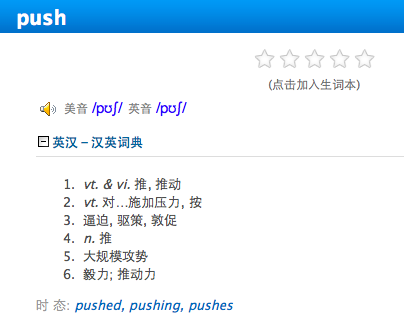 push
(点击加入生词本)
美音 /pʊʃ/ 英音 /pʊʃ/
英汉 – 汉英词典
1. vt. & vi. 推, 推动
2. vt. 对…施加压力, 按
3. 逼迫, 驱策, 敦促
4. n. 推
5. 大规模攻势
6. 毅力; 推动力
时 态: pushed, pushing, pushes